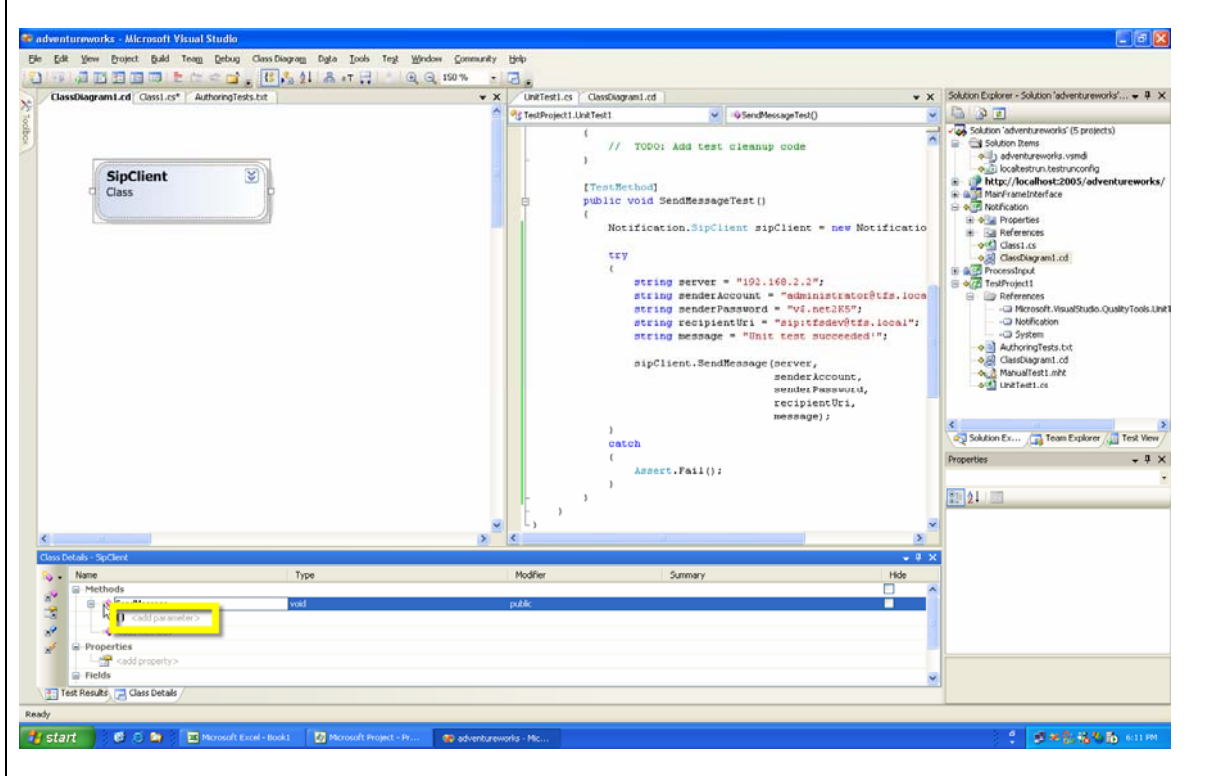 adventureworks - Microsoft Visual Studio
File Edit View Project Build Team Debug Class Diagram Data Tools Test Window Community Help
150 %
ClassDiagram1.cd Class1.cs* AuthoringTests.txt
Toolbox
SipClient
Class
UnitTest1.cs ClassDiagram1.cd
TestProject1.UnitTest1 SendMessageTest()
{
// TODO: Add test cleanup code
}
[TestMethod]
public void SendMessageTest()
{
Notification.SipClient sipClient = new Notificatio
try
{
string server = "192.168.2.2";
string senderAccount = "administrator@tfs.loca
string senderPassword = "v$.net2K5";
string recipientUri = "sip:tfsdev@tfs.local";
string message = "Unit test succeeded!";
sipClient.SendMessage(server,
senderAccount,
senderPassword,
recipientUri,
message);
}
catch
{
Assert.Fail();
}
}
}
}
Solution Explorer - Solution 'adventureworks'...
Solution 'adventureworks' (5 projects)
Solution Items
adventureworks.vsmdi
localtestrun.testrunconfig
http://localhost:2005/adventureworks/
MainFrameInterface
Notification
Properties
References
Class1.cs
ClassDiagram1.cd
ProcessInput
TestProject1
References
Microsoft.VisualStudio.QualityTools.UnitT
Notification
System
AuthoringTests.txt
ClassDiagram1.cd
ManualTest1.mht
UnitTest1.cs
Solution Ex... Team Explorer Test View
Properties
Class Details - SipClient
Name Type Modifier Summary Hide
Methods
SendMessage void public
() <add parameter>
Properties
<add property>
Fields
Test Results Class Details
Ready
start Microsoft Excel - Book1 Microsoft Project - Pr... adventureworks - Mic... 6:11 PM